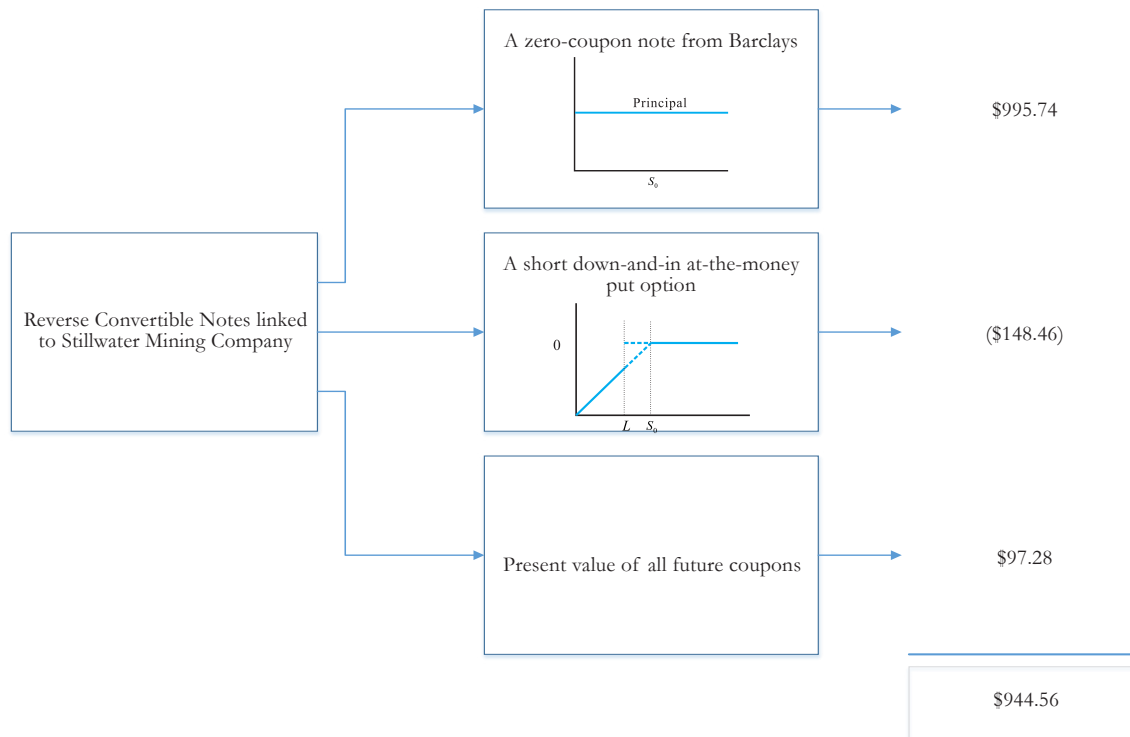 A zero-coupon note from Barclays
Principal
S₀
$995.74
Reverse Convertible Notes linked
to Stillwater Mining Company
A short down-and-in at-the-money
put option
0
L S₀
($148.46)
Present value of all future coupons
$97.28
$944.56